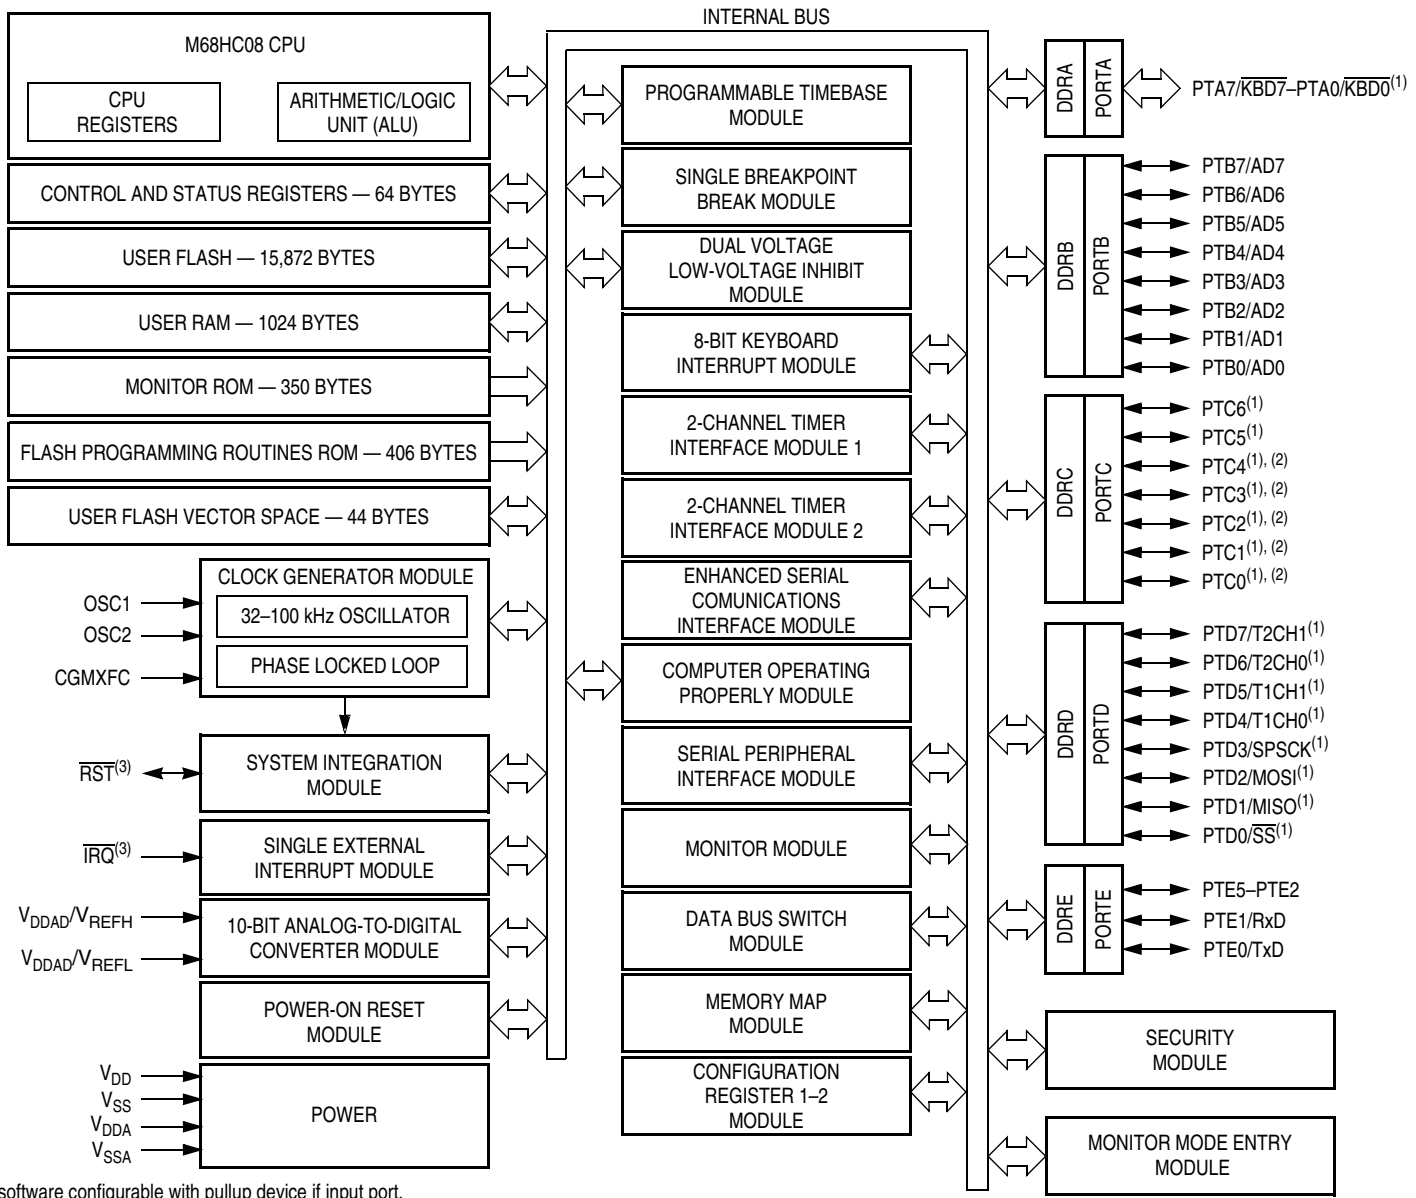 INTERNAL BUS
M68HC08 CPU
CPU
REGISTERS
ARITHMETIC/LOGIC
UNIT (ALU)
CONTROL AND STATUS REGISTERS — 64 BYTES
USER FLASH — 15,872 BYTES
USER RAM — 1024 BYTES
MONITOR ROM — 350 BYTES
FLASH PROGRAMMING ROUTINES ROM — 406 BYTES
USER FLASH VECTOR SPACE — 44 BYTES
CLOCK GENERATOR MODULE
32–100 kHz OSCILLATOR
PHASE LOCKED LOOP
OSC1
OSC2
CGMXFC
SYSTEM INTEGRATION
MODULE
RST(3)
SINGLE EXTERNAL
INTERRUPT MODULE
IRQ(3)
10-BIT ANALOG-TO-DIGITAL
CONVERTER MODULE
VDDAD/VREFH
VDDAD/VREFL
POWER-ON RESET
MODULE
POWER
VDD
VSS
VDDA
VSSA
PROGRAMMABLE TIMEBASE
MODULE
SINGLE BREAKPOINT
BREAK MODULE
DUAL VOLTAGE
LOW-VOLTAGE INHIBIT
MODULE
8-BIT KEYBOARD
INTERRUPT MODULE
2-CHANNEL TIMER
INTERFACE MODULE 1
2-CHANNEL TIMER
INTERFACE MODULE 2
ENHANCED SERIAL
COMUNICATIONS
INTERFACE MODULE
COMPUTER OPERATING
PROPERLY MODULE
SERIAL PERIPHERAL
INTERFACE MODULE
MONITOR MODULE
DATA BUS SWITCH
MODULE
MEMORY MAP
MODULE
CONFIGURATION
REGISTER 1–2
MODULE
DDRA
PORTA
PTA7/KBD7–PTA0/KBD0(1)
DDRB
PORTB
PTB7/AD7
PTB6/AD6
PTB5/AD5
PTB4/AD4
PTB3/AD3
PTB2/AD2
PTB1/AD1
PTB0/AD0
DDRC
PORTC
PTC6(1)
PTC5(1)
PTC4(1), (2)
PTC3(1), (2)
PTC2(1), (2)
PTC1(1), (2)
PTC0(1), (2)
DDRD
PORTD
PTD7/T2CH1(1)
PTD6/T2CH0(1)
PTD5/T1CH1(1)
PTD4/T1CH0(1)
PTD3/SPSCK(1)
PTD2/MOSI(1)
PTD1/MISO(1)
PTD0/SS(1)
DDRE
PORTE
PTE5–PTE2
PTE1/RxD
PTE0/TxD
SECURITY
MODULE
MONITOR MODE ENTRY
MODULE
software configurable with pullup device if input port.